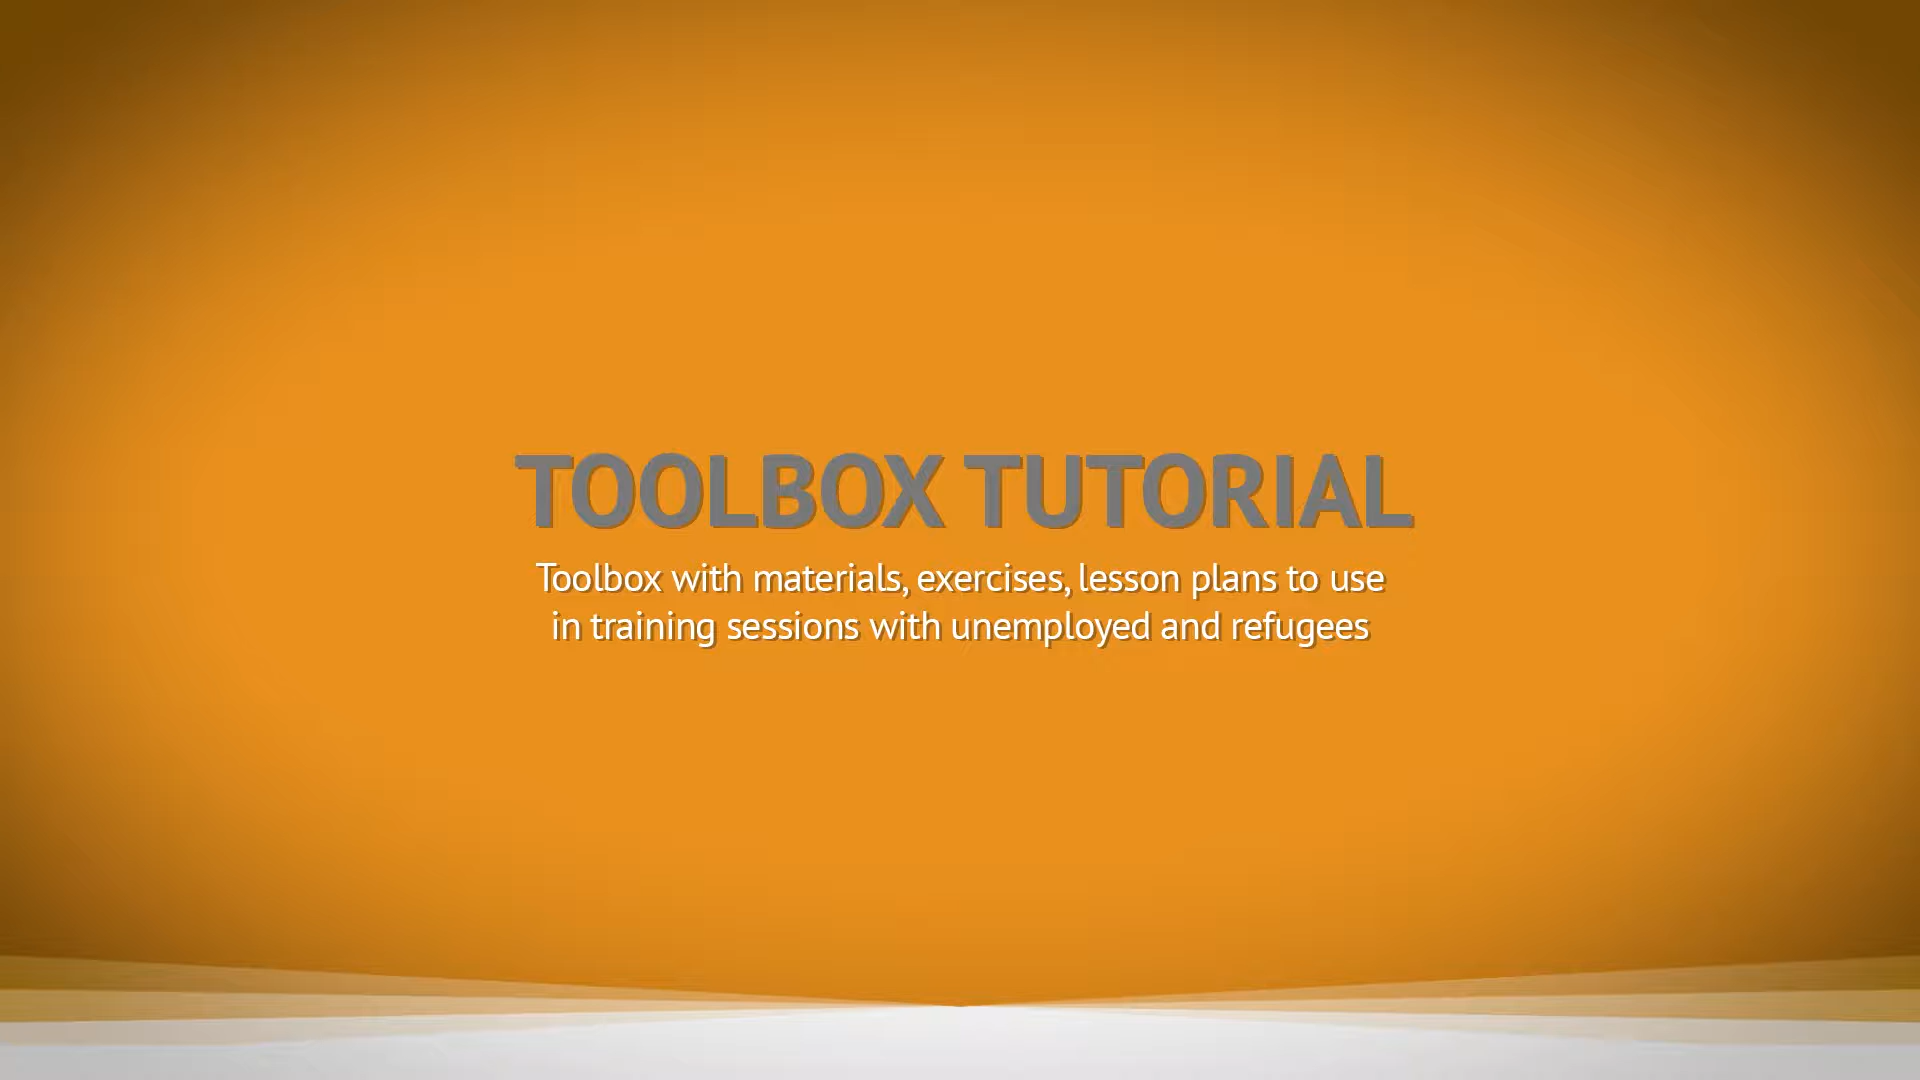 TOOLBOX TUTORIAL
Toolbox with materials, exercises, lesson plans to use
in training sessions with unemployed and refugees